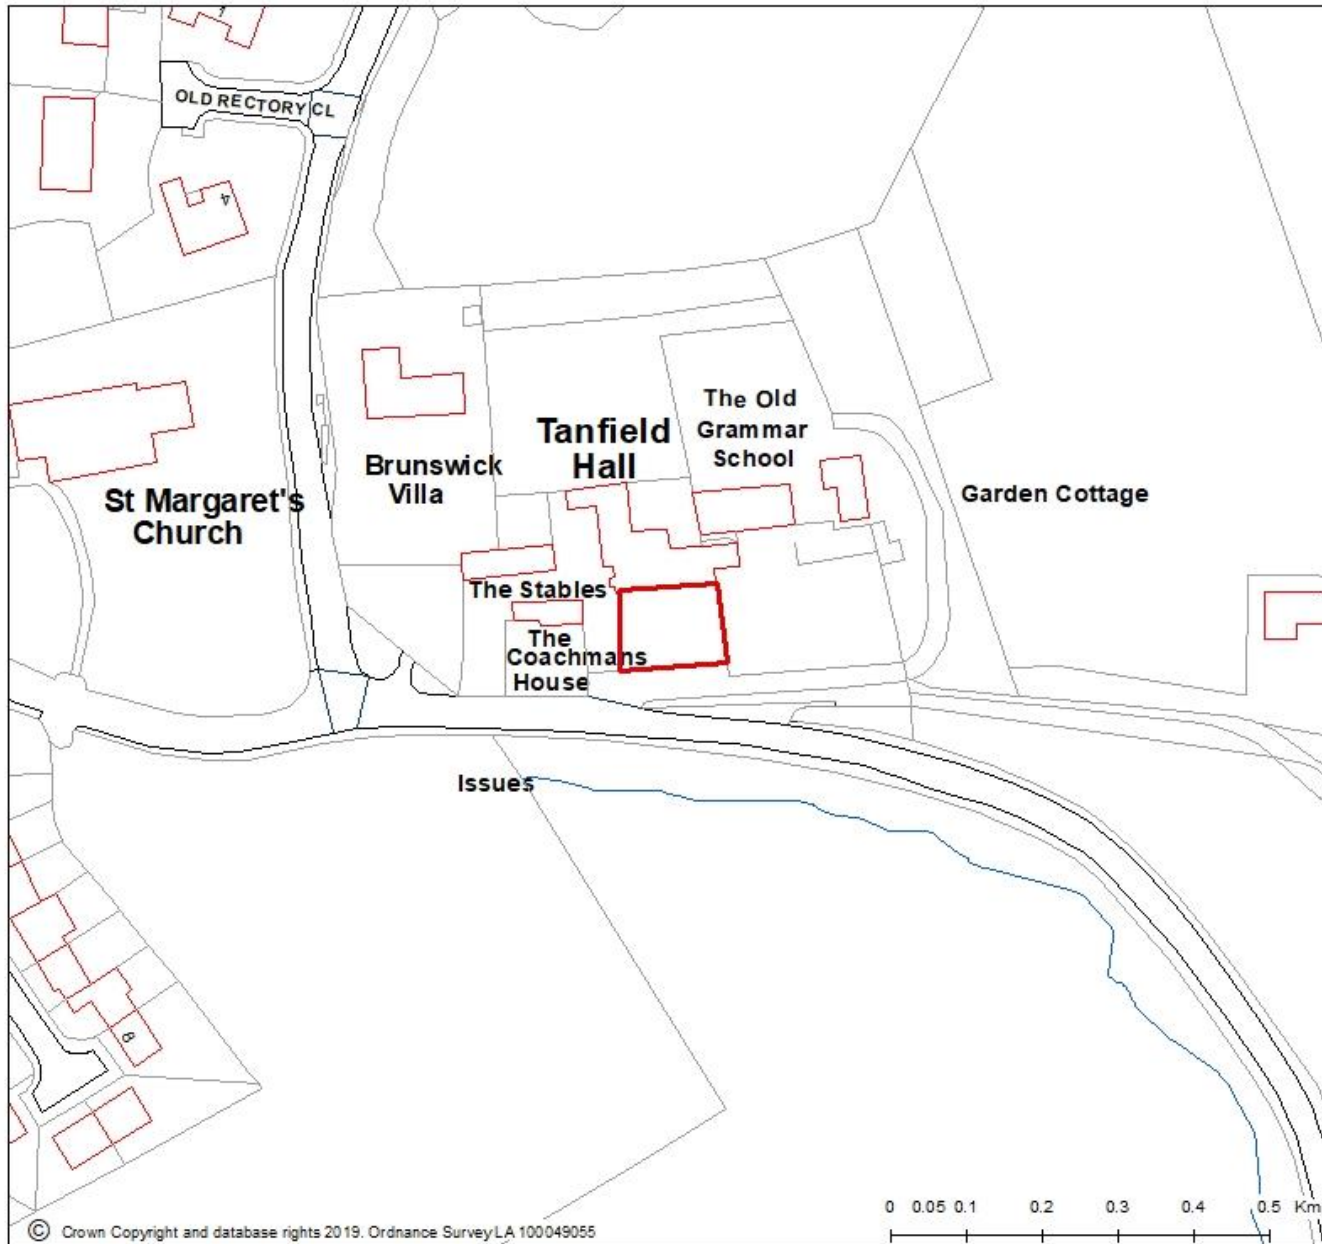 OLD RECTORY CL
4
The Old
Grammar
School
Tanfield
Hall
Brunswick
Villa
St Margaret's
Church
Garden Cottage
The Stables
The
Coachmans
House
Issues
8
0 0.05 0.1 0.2 0.3 0.4 0.5 Km
© Crown Copyright and database rights 2019. Ordnance Survey LA 100049055